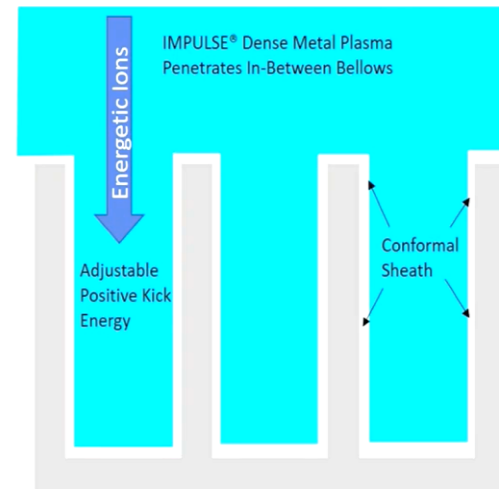 IMPULSE® Dense Metal Plasma
Penetrates In-Between Bellows
Energetic Ions
Adjustable
Positive Kick
Energy
Conformal
Sheath